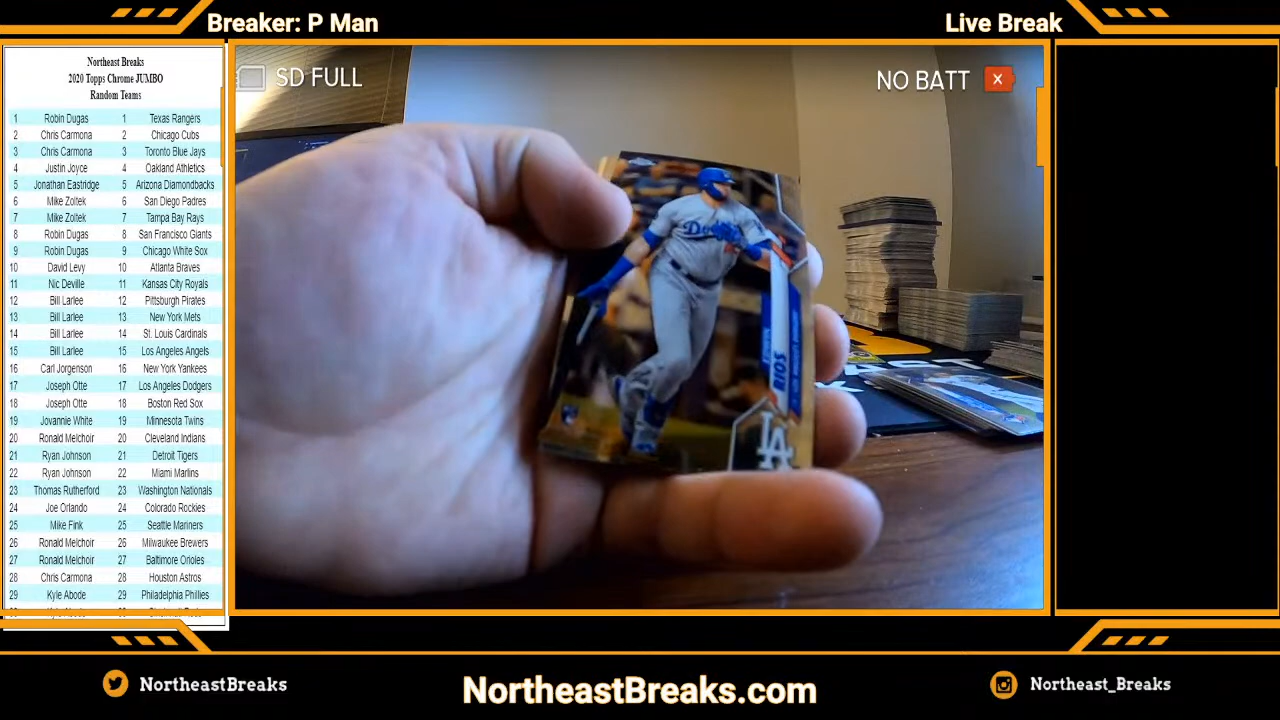 Breaker: P Man
Live Break
Northeast Breaks
2020 Topps Chrome JUMBO
Random Teams
1 Robin Dugas 1 Texas Rangers
2 Chris Carmona 2 Chicago Cubs
3 Chris Carmona 3 Toronto Blue Jays
4 Justin Joyce 4 Oakland Athletics
5 Jonathan Eastridge 5 Arizona Diamondbacks
6 Mike Zoltek 6 San Diego Padres
7 Mike Zoltek 7 Tampa Bay Rays
8 Robin Dugas 8 San Francisco Giants
9 Robin Dugas 9 Chicago White Sox
10 David Levy 10 Atlanta Braves
11 Nic Deville 11 Kansas City Royals
12 Bill Larlee 12 Pittsburgh Pirates
13 Bill Larlee 13 New York Mets
14 Bill Larlee 14 St. Louis Cardinals
15 Bill Larlee 15 Los Angeles Angels
16 Carl Jorgenson 16 New York Yankees
17 Joseph Otte 17 Los Angeles Dodgers
18 Joseph Otte 18 Boston Red Sox
19 Jovannie White 19 Minnesota Twins
20 Ronald Melchoir 20 Cleveland Indians
21 Ryan Johnson 21 Detroit Tigers
22 Ryan Johnson 22 Miami Marlins
23 Thomas Rutherford 23 Washington Nationals
24 Joe Orlando 24 Colorado Rockies
25 Mike Fink 25 Seattle Mariners
26 Ronald Melchoir 26 Milwaukee Brewers
27 Ronald Melchoir 27 Baltimore Orioles
28 Chris Carmona 28 Houston Astros
29 Kyle Abode 29 Philadelphia Phillies
SD FULL
NO BATT
Dodgers
RIOS
LA
NortheastBreaks
NortheastBreaks.com
Northeast_Breaks